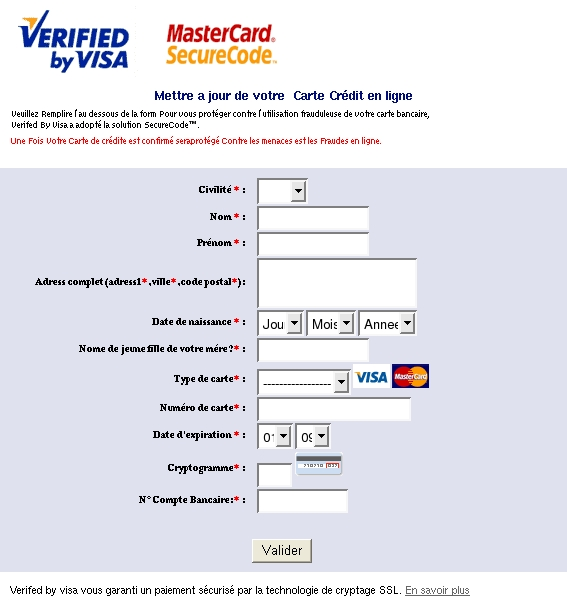 VERIFIED
by VISA
MasterCard.
SecureCode™
Mettre a jour de votre Carte Crédit en ligne
Veuillez Remplire l'au dessous de la form Pour vous protéger contre l'utilisation frauduleuse de votre carte bancaire,
Verifed By Visa a adopté la solution SecureCode™.
Une Fois Votre Carte de crédite est confirmé seraprotégé Contre les menaces est les Fraudes en ligne.
Civilité * :
Nom * :
Prénom * :
Adress complet (adress1*,ville*,code postal*) :
Date de naissance * : Jou Mois Annee
Nome de jeune fille de votre mére?* :
Type de carte* : ----------------- VISA MasterCard
Numéro de carte* :
Date d'expiration * : 01 09
Cryptogramme* :
N° Compte Bancaire:* :
Valider
Verifed by visa vous garanti un paiement sécurisé par la technologie de cryptage SSL. En savoir plus